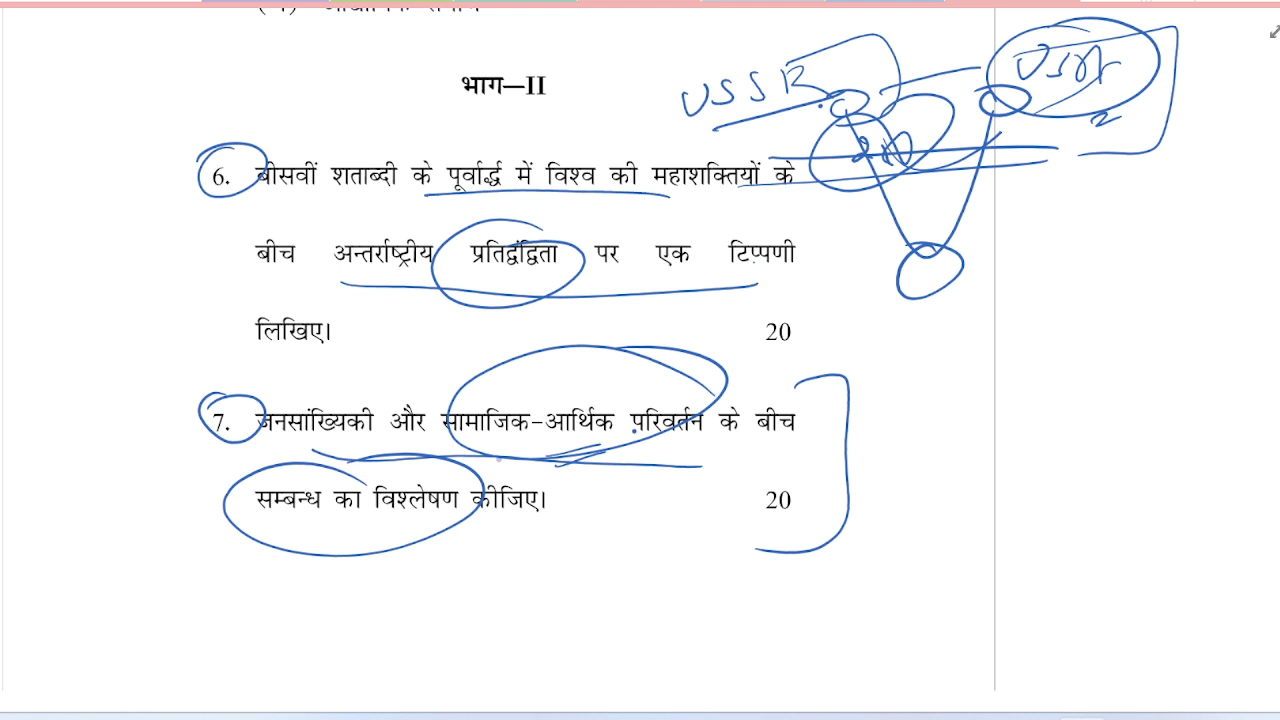 भाग—II
USSR
USA
6. बीसवीं शताब्दी के पूर्वार्द्ध में विश्व की महाशक्तियों के
बीच अन्तर्राष्ट्रीय प्रतिद्वंद्विता पर एक टिप्पणी
लिखिए। 20
7. जनसांख्यिकी और सामाजिक-आर्थिक परिवर्तन के बीच
सम्बन्ध का विश्लेषण कीजिए। 20